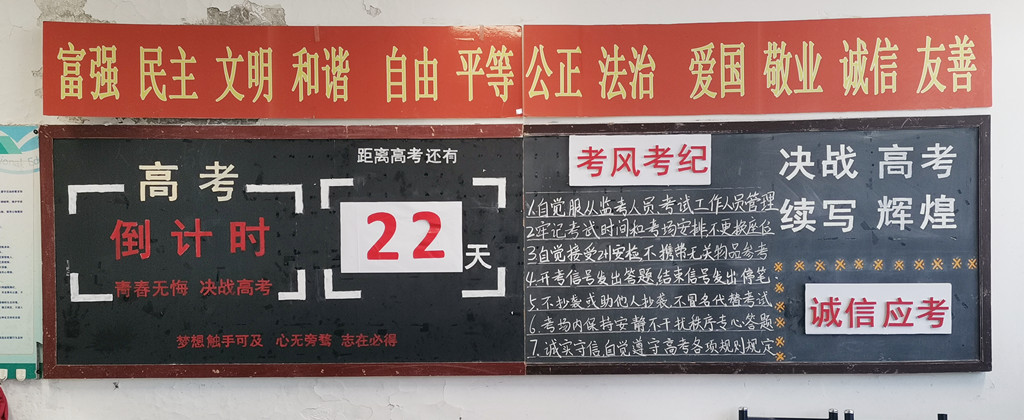 富强 民主 文明 和谐 自由 平等 公正 法治 爱国 敬业 诚信 友善
高考
倒计时
青春无悔 决战高考
距离高考还有
22
天
梦想触手可及 心无旁骛 志在必得
考风考纪
1.自觉服从监考人员考试工作人员管理
2.牢记考试时间和考场安排不更换座位
3.自觉接受安检不携带无关物品参考
4.开考信号发出答题,结束信号发出停笔
5.不抄袭或助他人抄袭,不冒名代替考试
6.考场内保持安静不干扰秩序专心答题
7.诚实守信,自觉遵守高考各项规则规定
决战 高考
续写 辉煌
诚信应考